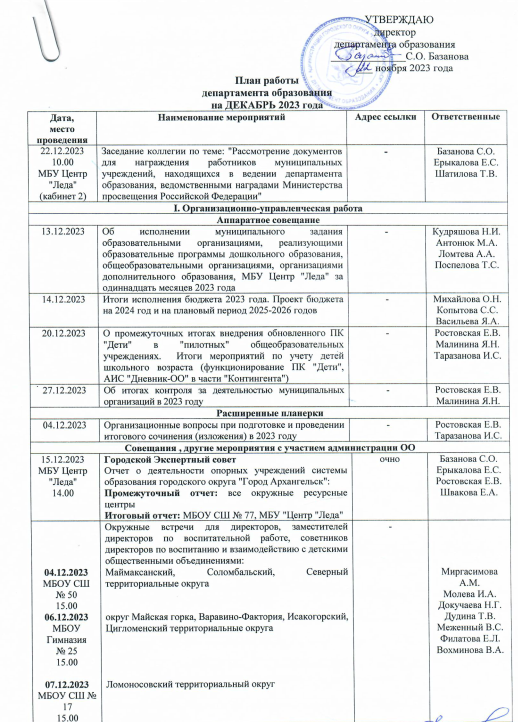 УТВЕРЖДАЮ
директор
департамента образования
С.О. Базанова
ноября 2023 года
План работы
департамента образования
на ДЕКАБРЬ 2023 года
Дата, место проведения
Наименование мероприятий
Адрес ссылки
Ответственные
22.12.2023
10.00
МБУ Центр
"Леда"
(кабинет 2)
Заседание коллегии по теме: "Рассмотрение документов
для награждения работников муниципальных
учреждений, находящихся в ведении департамента
образования, ведомственными наградами Министерства
просвещения Российской Федерации"
-
Базанова С.О.
Ерыкалова Е.С.
Шатилова Т.В.
I. Организационно-управленческая работа
Аппаратное совещание
13.12.2023
Об исполнении муниципального задания
образовательными организациями, реализующими
образовательные программы дошкольного образования,
общеобразовательными организациями, организациями
дополнительного образования, МБУ Центр "Леда" за
одиннадцать месяцев 2023 года
-
Кудряшова Н.И.
Антонюк М.А.
Ломтева А.А.
Поспелова Т.С.
14.12.2023
Итоги исполнения бюджета 2023 года. Проект бюджета
на 2024 год и на плановый период 2025-2026 годов
-
Михайлова О.Н.
Копытова С.С.
Васильева Я.А.
20.12.2023
О промежуточных итогах внедрения обновленного ПК
"Дети" в "пилотных" общеобразовательных
учреждениях. Итоги мероприятий по учету детей
школьного возраста (функционирование ПК "Дети",
АИС "Дневник-ОО" в части "Контингента")
-
Ростовская Е.В.
Малинина Я.Н.
Таразанова И.С.
27.12.2023
Об итогах контроля за деятельностью муниципальных
организаций в 2023 году
-
Ростовская Е.В.
Малинина Я.Н.
Расширенные планерки
04.12.2023
Организационные вопросы при подготовке и проведении
итогового сочинения (изложения) в 2023 году
-
Ростовская Е.В.
Таразанова И.С.
Совещания , другие мероприятия с участием администрации ОО
15.12.2023
МБУ Центр
"Леда"
14.00
Городской Экспертный совет
Отчет о деятельности опорных учреждений системы
образования городского округа "Город Архангельск":
Промежуточный отчет: все окружные ресурсные
центры
Итоговый отчет: МБОУ СШ № 77, МБУ "Центр "Леда"
очно
Базанова С.О.
Ерыкалова Е.С.
Ростовская Е.В.
Швакова Е.А.
Окружные встречи для директоров, заместителей
директоров по воспитательной работе, советников
директоров по воспитанию и взаимодействию с детскими
общественными объединениями:
-
04.12.2023
МБОУ СШ
№ 50
15.00
Маймаксанский, Соломбальский, Северный
территориальные округа
Миргасимова
А.М.
Молева И.А.
Докучаева Н.Г.
Дудина Т.В.
Меженный В.С.
Филатова Е.Л.
Вохминова В.А.
06.12.2023
МБОУ
Гимназия
№ 25
15.00
округ Майская горка, Варавино-Фактория, Исакогорский,
Цигломенский территориальные округа
07.12.2023
МБОУ СШ №
17
15.00
Ломоносовский территориальный округ